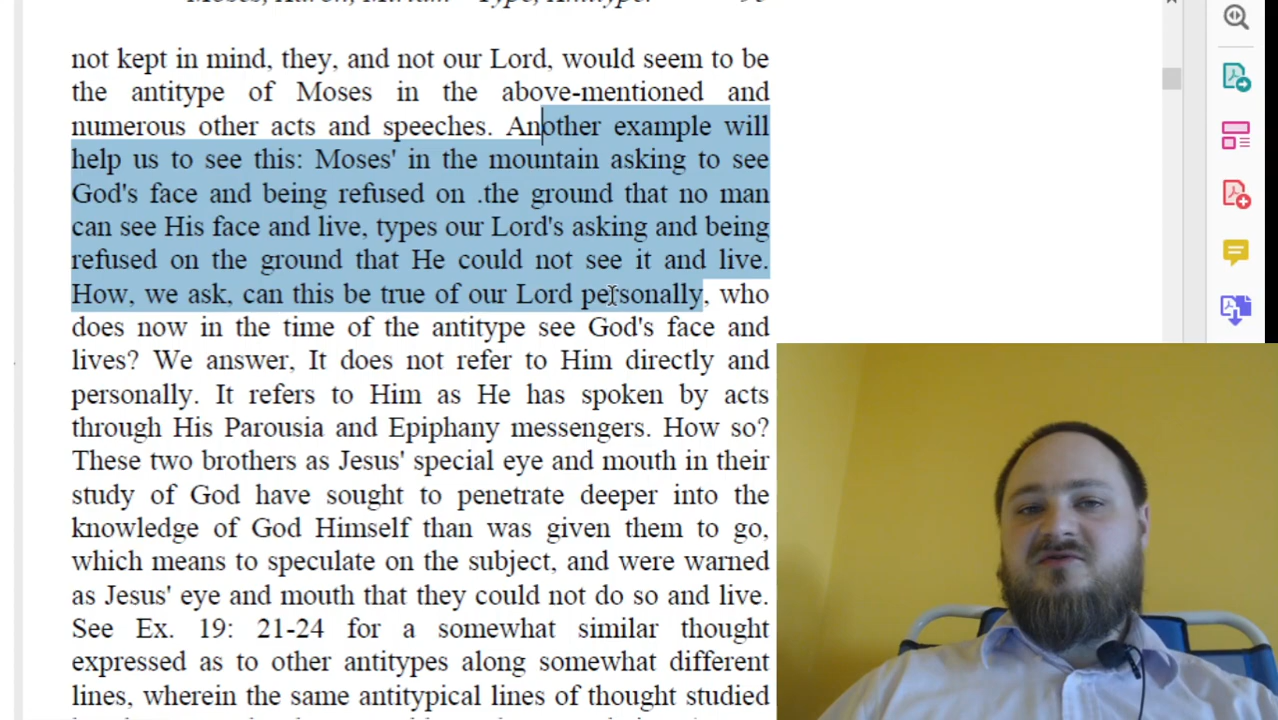 Moses, Aaron, Miriam—Type, Antitype.
not kept in mind, they, and not our Lord, would seem to be
the antitype of Moses in the above-mentioned and
numerous other acts and speeches. Another example will
help us to see this: Moses' in the mountain asking to see
God's face and being refused on .the ground that no man
can see His face and live, types our Lord's asking and being
refused on the ground that He could not see it and live.
How, we ask, can this be true of our Lord personally, who
does now in the time of the antitype see God's face and
lives? We answer, It does not refer to Him directly and
personally. It refers to Him as He has spoken by acts
through His Parousia and Epiphany messengers. How so?
These two brothers as Jesus' special eye and mouth in their
study of God have sought to penetrate deeper into the
knowledge of God Himself than was given them to go,
which means to speculate on the subject, and were warned
as Jesus' eye and mouth that they could not do so and live.
See Ex. 19: 21-24 for a somewhat similar thought
expressed as to other antitypes along somewhat different
lines, wherein the same antitypical lines of thought studied